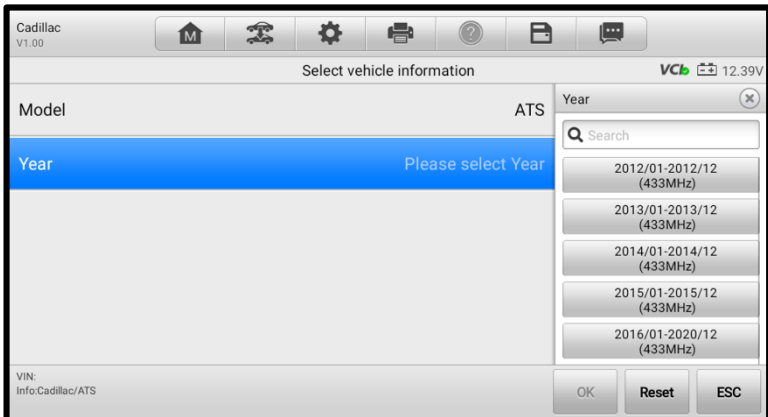 Cadillac
V1.00
M
?
Select vehicle information
VCI
12.39V
Model
ATS
Year
Please select Year
Year
Search
2012/01-2012/12
(433MHz)
2013/01-2013/12
(433MHz)
2014/01-2014/12
(433MHz)
2015/01-2015/12
(433MHz)
2016/01-2020/12
(433MHz)
VIN:
Info:Cadillac/ATS
OK
Reset
ESC